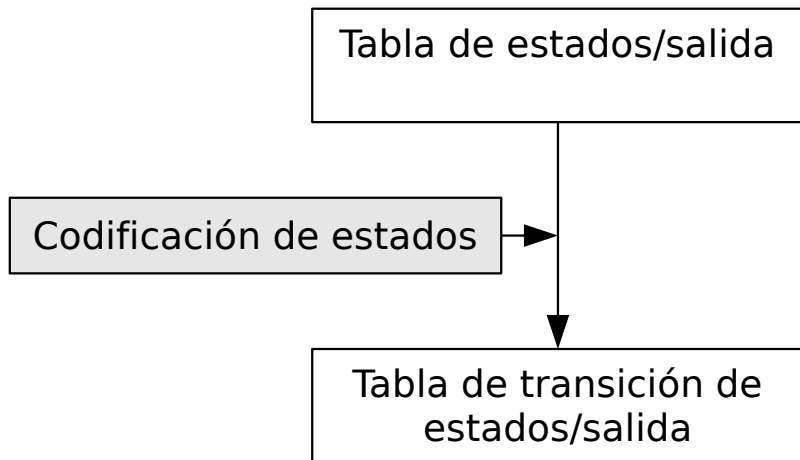 Tabla de estados/salida
Codificación de estados
Tabla de transición de
estados/salida